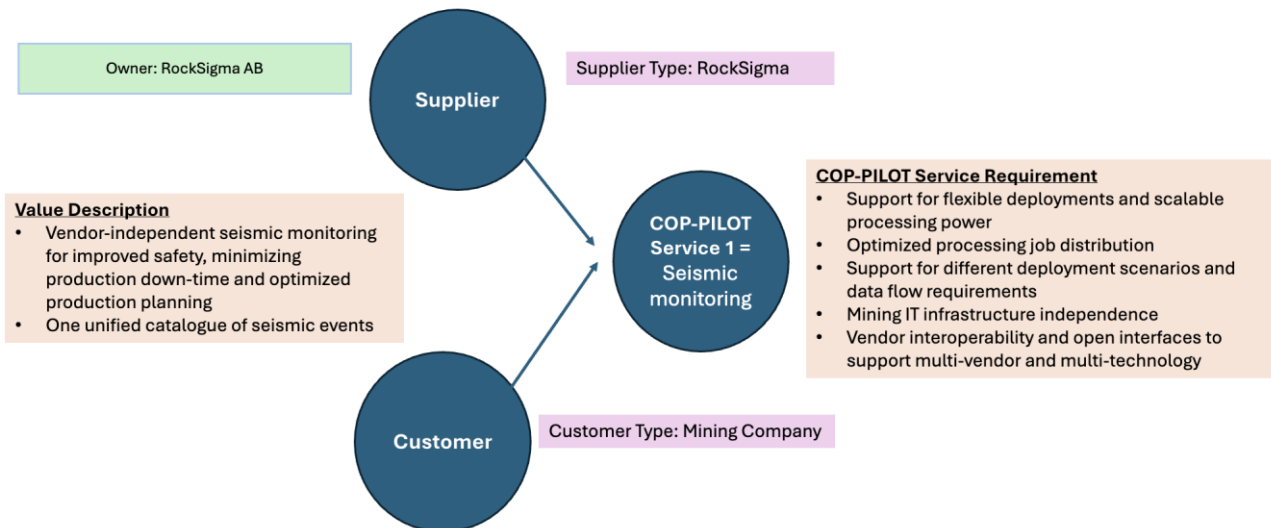 Owner: RockSigma AB
Supplier
Supplier Type: RockSigma
Value Description
• Vendor-independent seismic monitoring
for improved safety, minimizing
production down-time and optimized
production planning
• One unified catalogue of seismic events
COP-PILOT
Service 1 =
Seismic
monitoring
COP-PILOT Service Requirement
• Support for flexible deployments and scalable
processing power
• Optimized processing job distribution
• Support for different deployment scenarios and
data flow requirements
• Mining IT infrastructure independence
• Vendor interoperability and open interfaces to
support multi-vendor and multi-technology
Customer
Customer Type: Mining Company